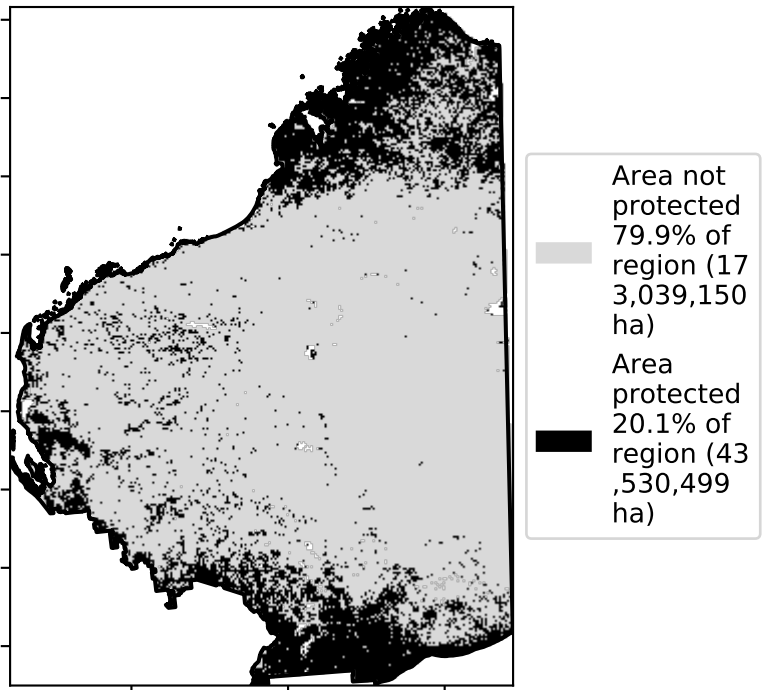 Area not
protected
79.9% of
region (17
3,039,150
ha)
Area
protected
20.1% of
region (43
,530,499
ha)